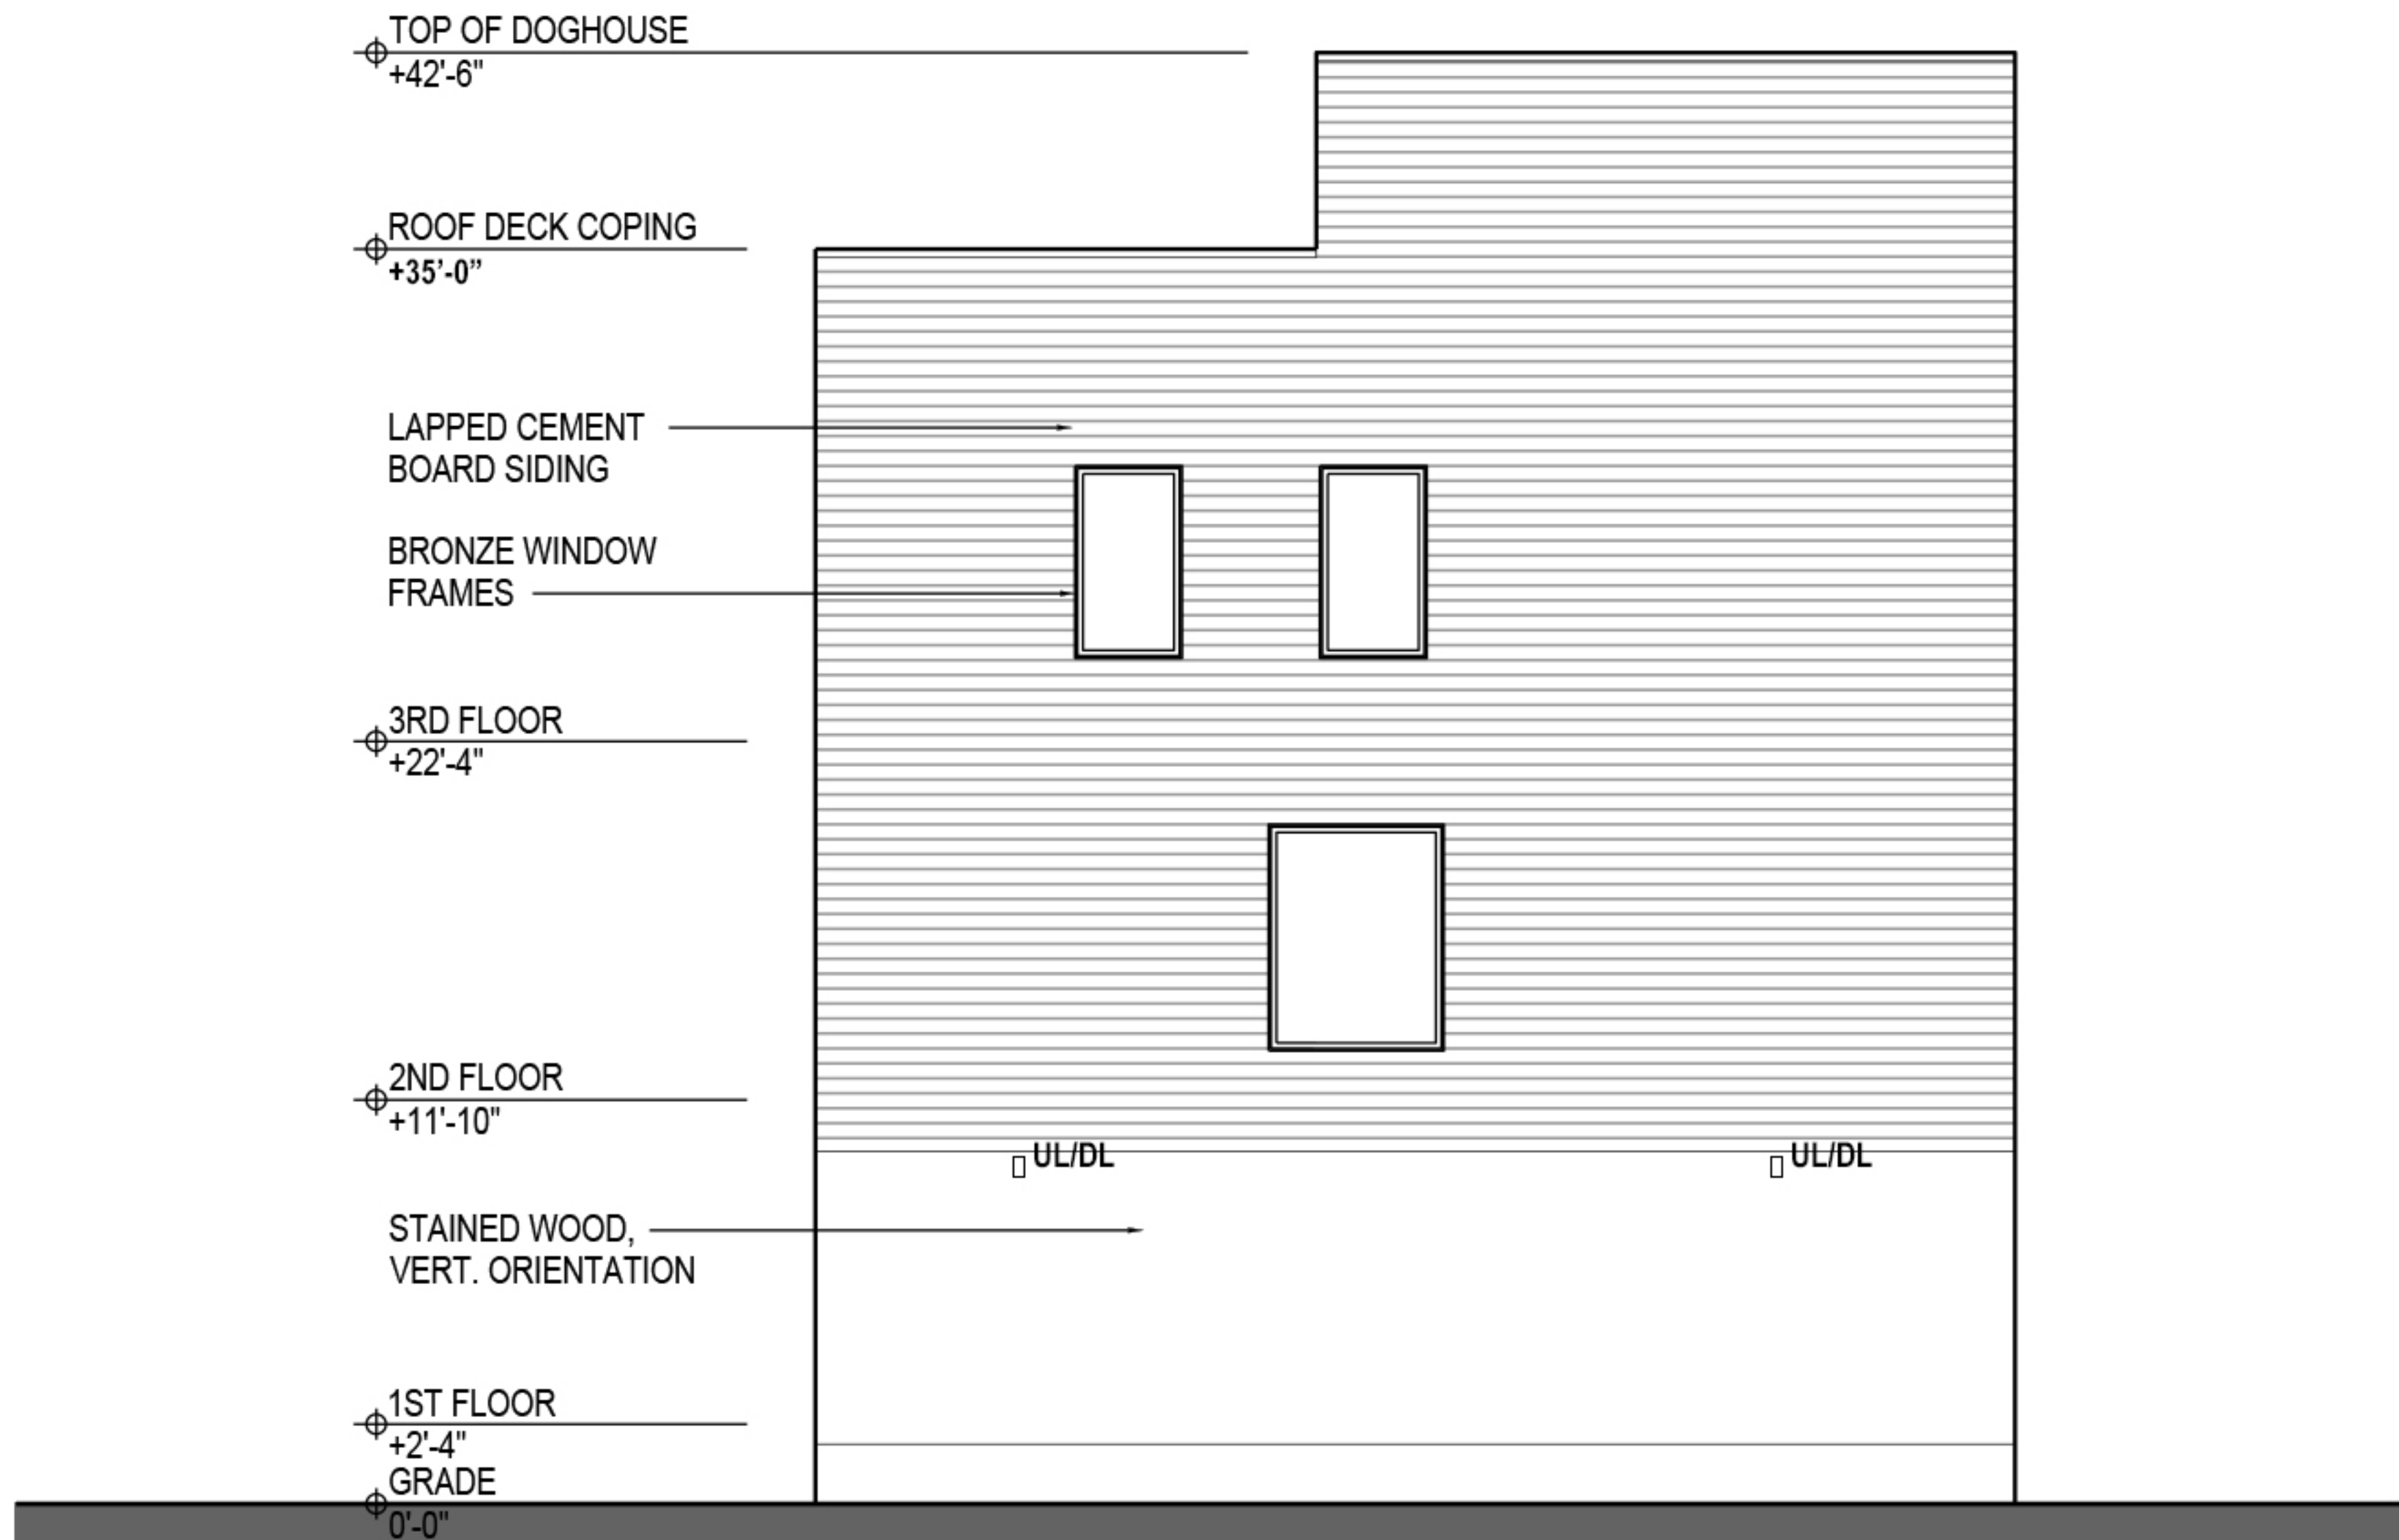 TOP OF DOGHOUSE
+42'-6"
ROOF DECK COPING
+35’-0”
LAPPED CEMENT
BOARD SIDING
BRONZE WINDOW
FRAMES
3RD FLOOR
+22'-4"
2ND FLOOR
+11'-10"
UL/DL
UL/DL
STAINED WOOD,
VERT. ORIENTATION
1ST FLOOR
+2'-4"
GRADE
0'-0"